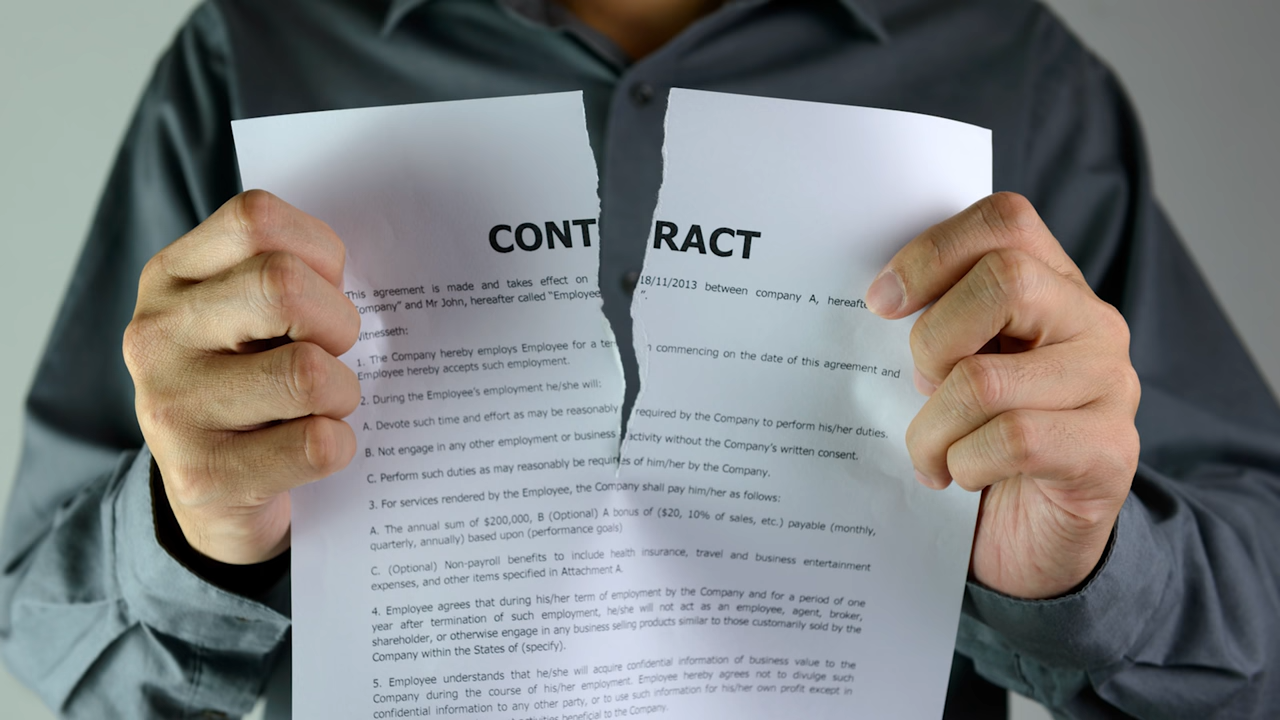 CONTRACT
This agreement is made and takes effect on 18/11/2013 between company A, hereafte
Company" and Mr John, hereafter called "Employee".
Witnesseth:
1. The Company hereby employs Employee for a ter commencing on the date of this agreement and
Employee hereby accepts such employment.
2. During the Employee's employment he/she will:
A. Devote such time and effort as may be reasonably required by the Company to perform his/her duties.
B. Not engage in any other employment or business activity without the Company's written consent.
C. Perform such duties as may reasonably be requires of him/her by the Company.
3. For services rendered by the Employee, the Company shall pay him/her as follows:
A. The annual sum of $200,000, B (Optional) A bonus of ($20, 10% of sales, etc.) payable (monthly,
quarterly, annually) based upon (performance goals)
C. (Optional) Non-payroll benefits to include health insurance, travel and business entertainment
expenses, and other items specified in Attachment A.
4. Employee agrees that during his/her term of employment by the Company and for a period of one
year after termination of such employment, he/she will not act as an employee, agent, broker,
shareholder, or otherwise engage in any business selling products similar to those customarily sold by the
Company within the States of (specify).
5. Employee understands that he/she will acquire confidential information of business value to the
Company during the course of his/her employment. Employee hereby agrees not to divulge such
confidential information to any other party, or to use such information for his/her own profit except in
activities beneficial to the Company.